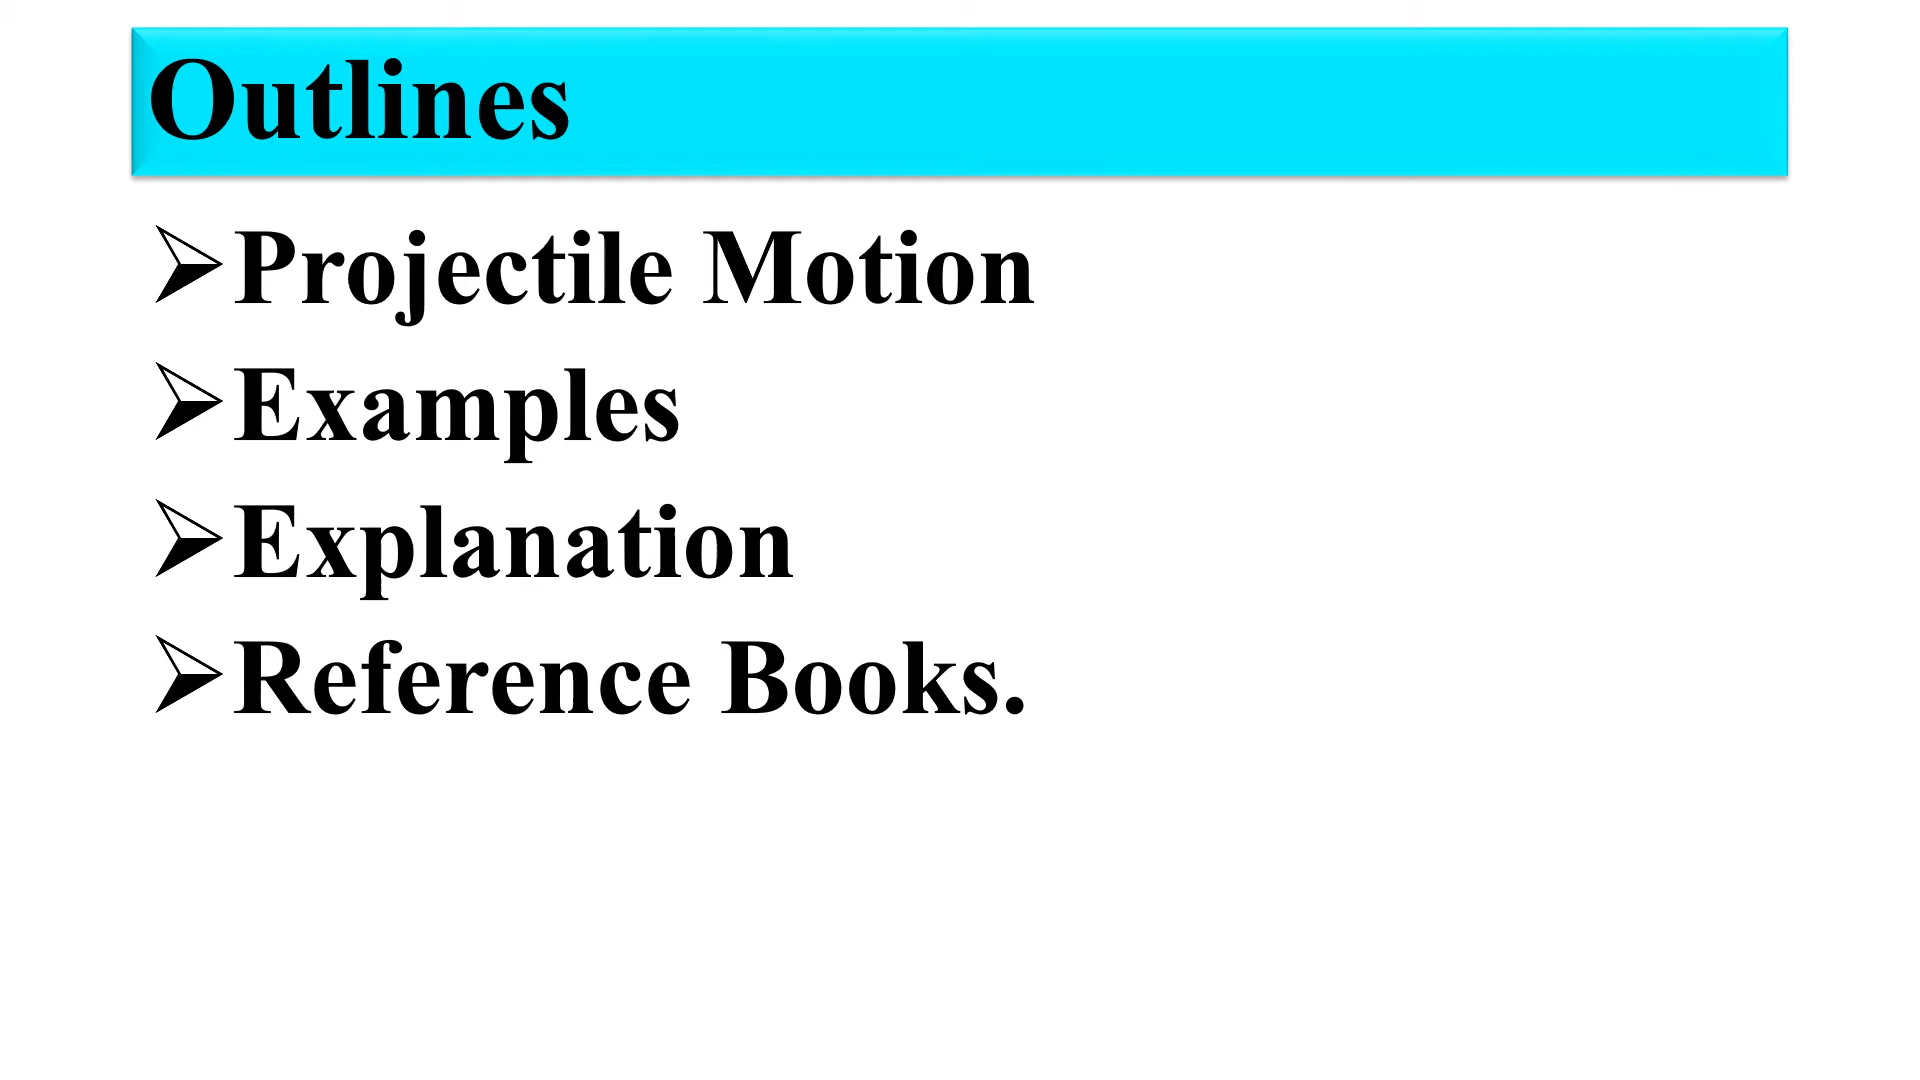 Outlines
➢Projectile Motion
➢Examples
➢Explanation
➢Reference Books.